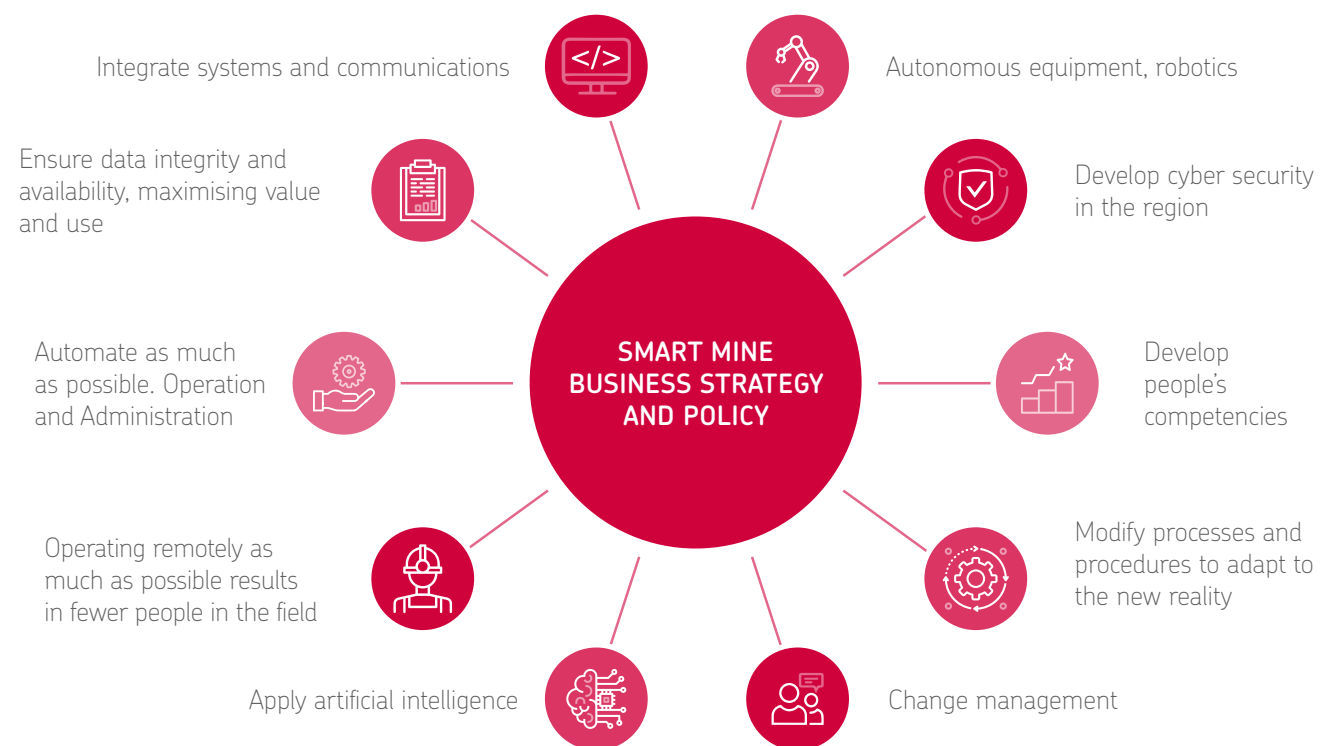 Integrate systems and communications
</>
Autonomous equipment, robotics
Ensure data integrity and
availability, maximising value
and use
Develop cyber security
in the region
Automate as much
as possible. Operation
and Administration
SMART MINE
BUSINESS STRATEGY
AND POLICY
Develop
people's
competencies
Operating remotely as
much as possible results
in fewer people in the field
Modify processes and
procedures to adapt to
the new reality
Apply artificial intelligence
Change management